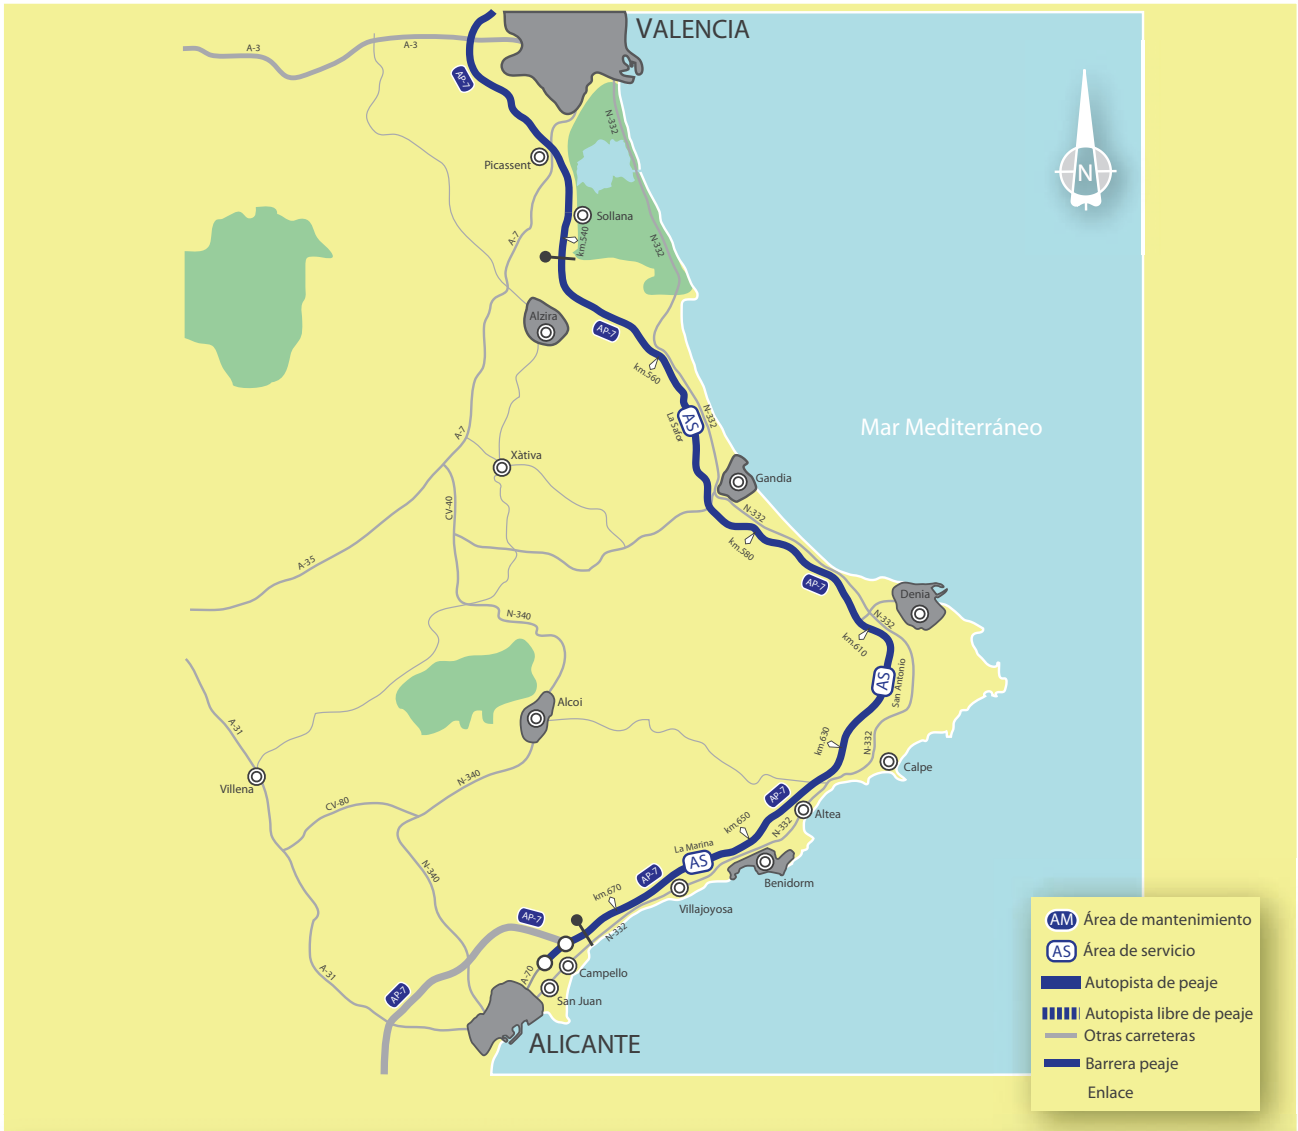 VALENCIA
A-3
A-3
AP-7
N-332
Picassent
Sollana
A-7
km.540
N-332
N
Alzira
AP-7
km.560
La Safor
AS
N-332
Mar Mediterráneo
A-7
Xàtiva
Gandia
CV-40
N-332
km.580
A-35
AP-7
Denia
N-340
N-332
km.610
AS
San Antonio
Alcoi
A-31
km.630
N-332
Calpe
Villena
N-340
CV-80
AP-7
Altea
km.650
N-332
La Marina
AS
Benidorm
N-340
AP-7
km.670
Villajoyosa
AP-7
N-332
A-31
A-70
Campello
AP-7
San Juan
ALICANTE
AM Área de mantenimiento
AS Área de servicio
Autopista de peaje
Autopista libre de peaje
Otras carreteras
Barrera peaje
Enlace